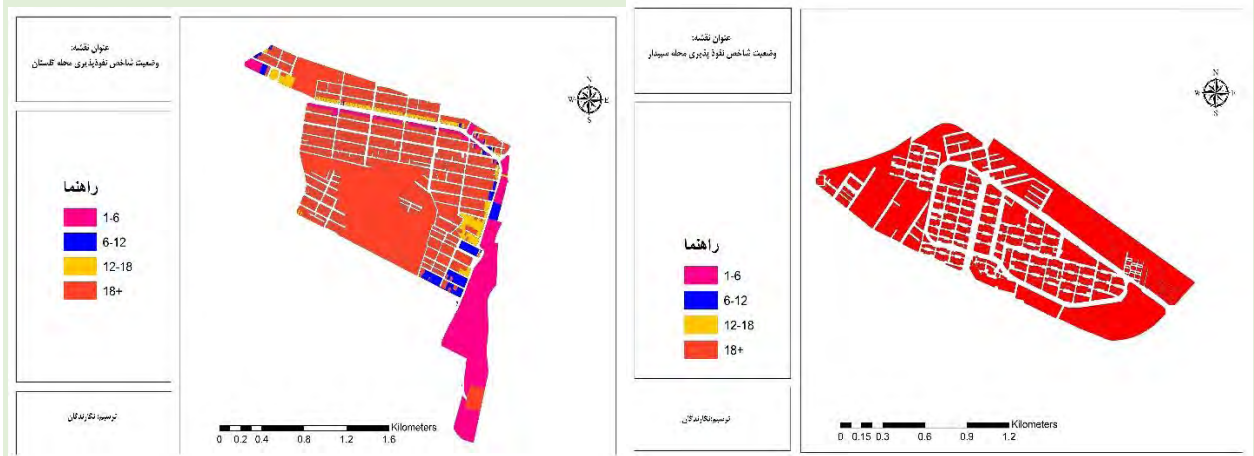 عنوان نقشه:
وضعیت شاخص نفوذپذیری محله گلستان
راهنما
1-6
6-12
12-18
18+
ترسیم:نگارندگان
N
W
E
S
Kilometers
0 0.2 0.4 0.8 1.2 1.6
عنوان نقشه:
وضعیت شاخص نفوذ پذیری محله سپیدار
راهنما
1-6
6-12
12-18
18+
ترسیم:نگارندگان
N
W
E
S
Kilometers
0 0.15 0.3 0.6 0.9 1.2